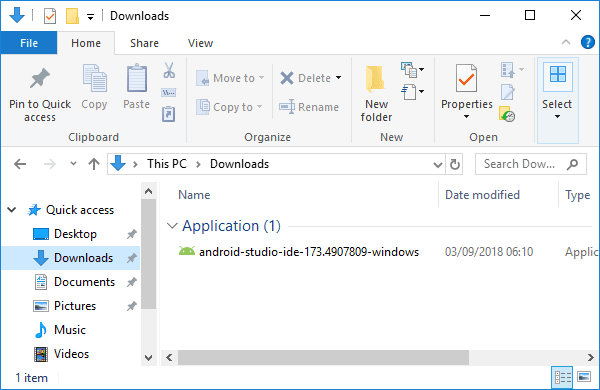 Downloads
File Home Share View
Pin to Quick access
Copy
Paste
Clipboard
Move to
Copy to
Delete
Rename
Organize
New folder
New
Properties
Open
Select
This PC Downloads
Search Dow...
Name Date modified Type
Quick access
Desktop
Downloads
Documents
Pictures
Music
Videos
Application (1)
android-studio-ide-173.4907809-windows 03/09/2018 06:10 Applic
1 item